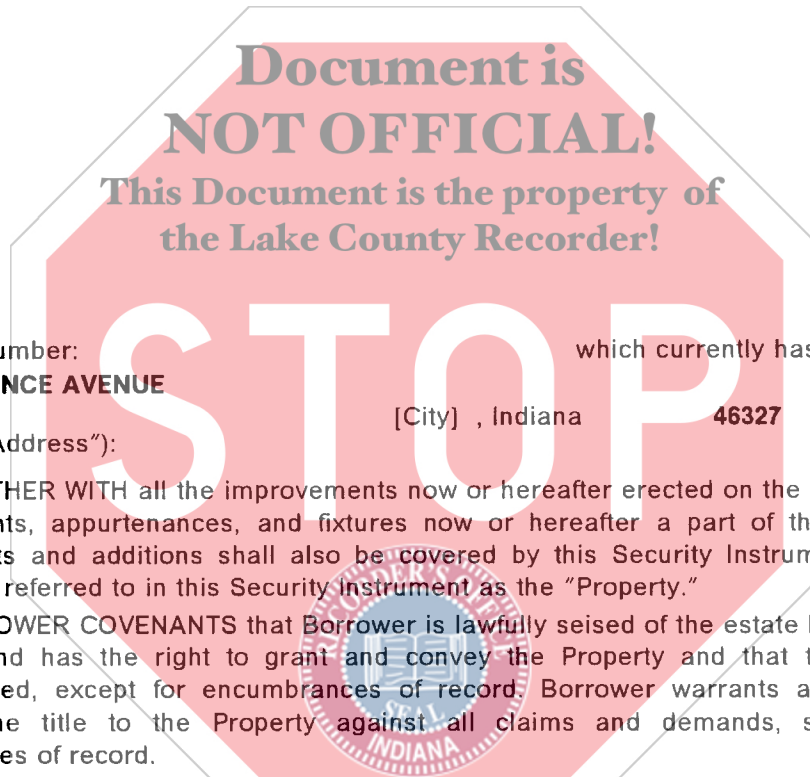 Document is
NOT OFFICIAL!
This Document is the property of
the Lake County Recorder!
STOP
umber: which currently has
NCE AVENUE
[City] , Indiana 46327
Address"):
THER WITH all the improvements now or hereafter erected on the
nts, appurtenances, and fixtures now or hereafter a part of th
ts and additions shall also be covered by this Security Instrum
referred to in this Security Instrument as the "Property."
OWER COVENANTS that Borrower is lawfully seised of the estate
nd has the right to grant and convey the Property and that t
ed, except for encumbrances of record. Borrower warrants a
e title to the Property against all claims and demands, s
es of record.
SEAL
INDIANA